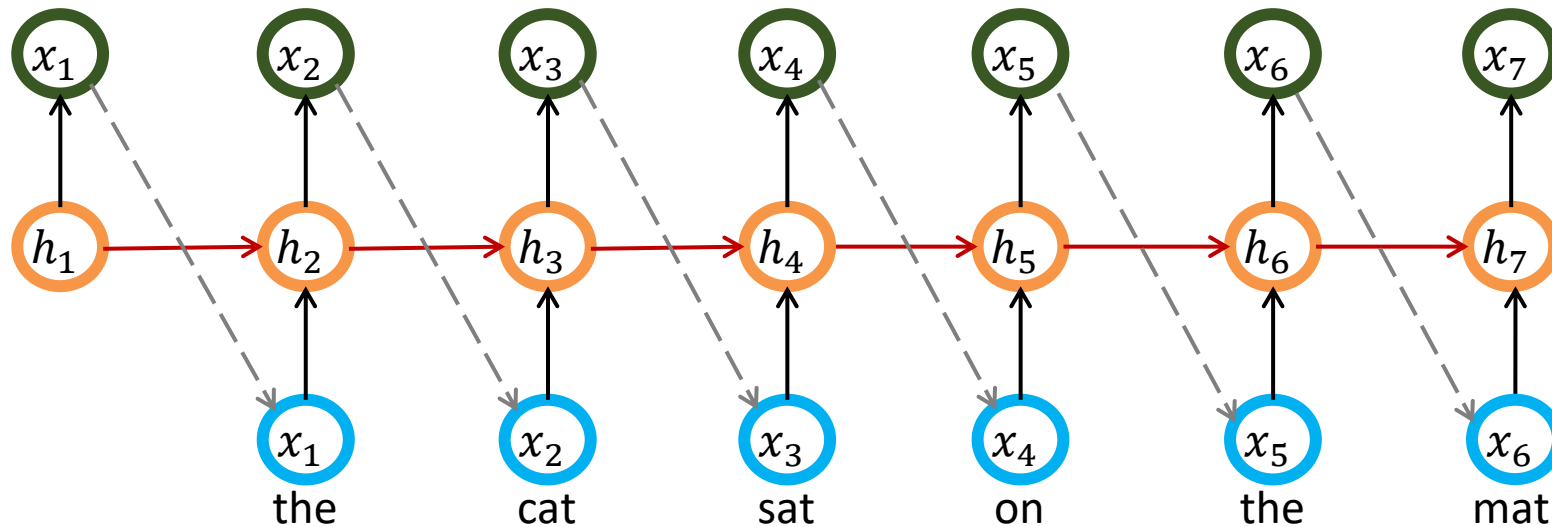 x₁ x₂ x₃ x₄ x₅ x₆ x₇
h₁ h₂ h₃ h₄ h₅ h₆ h₇
x₁ x₂ x₃ x₄ x₅ x₆
the cat sat on the mat